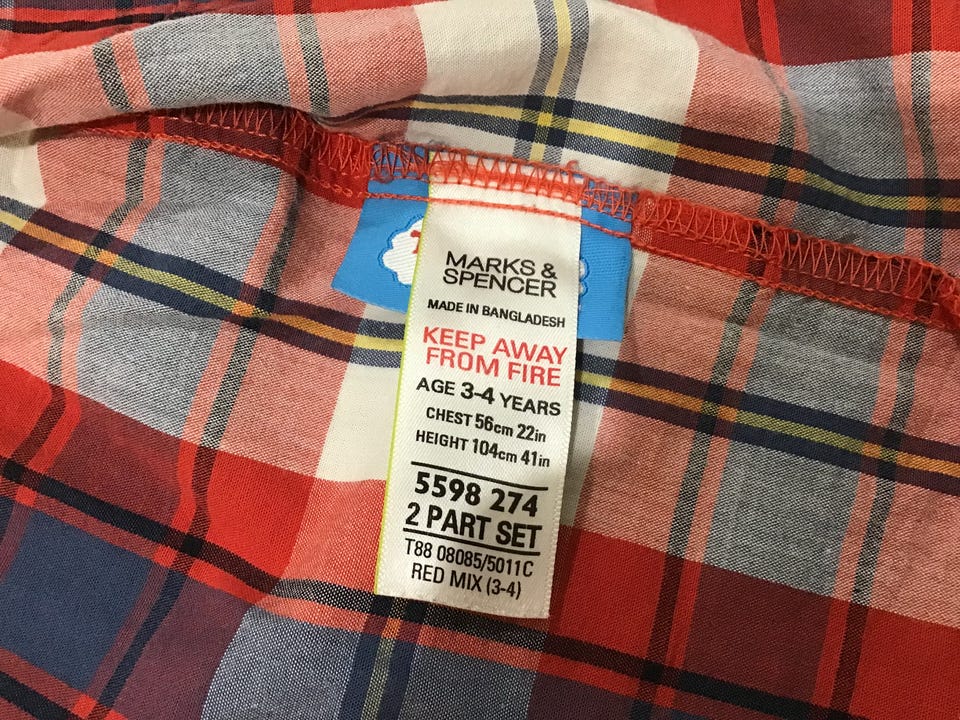 MARKS &
SPENCER
MADE IN BANGLADESH
KEEP AWAY
FROM FIRE
AGE 3-4 YEARS
CHEST 56cm 22in
HEIGHT 104cm 41in
5598 274
2 PART SET
T88 08085/5011C
RED MIX (3-4)